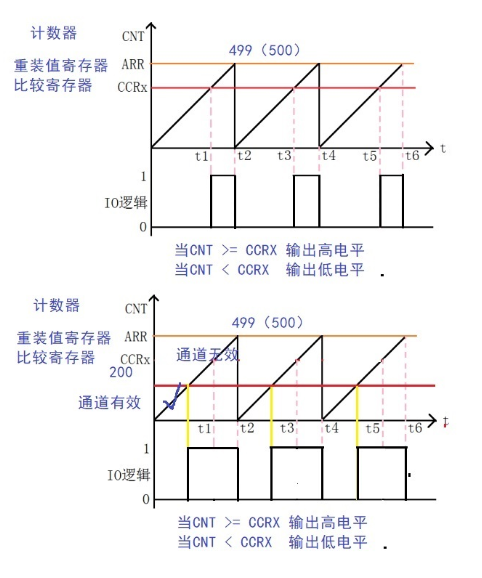 计数器
CNT
499（500）
重装值寄存器 ARR
比较寄存器 CCRx
t1 t2 t3 t4 t5 t6 t
1
IO逻辑
0
当CNT >= CCRX 输出高电平
当CNT < CCRX 输出低电平 .
计数器
CNT
499（500）
重装值寄存器 ARR
比较寄存器 CCRx 通道无效
200
通道有效
t1 t2 t3 t4 t5 t6 t
1
IO逻辑
0
当CNT >= CCRX 输出高电平
当CNT < CCRX 输出低电平 .